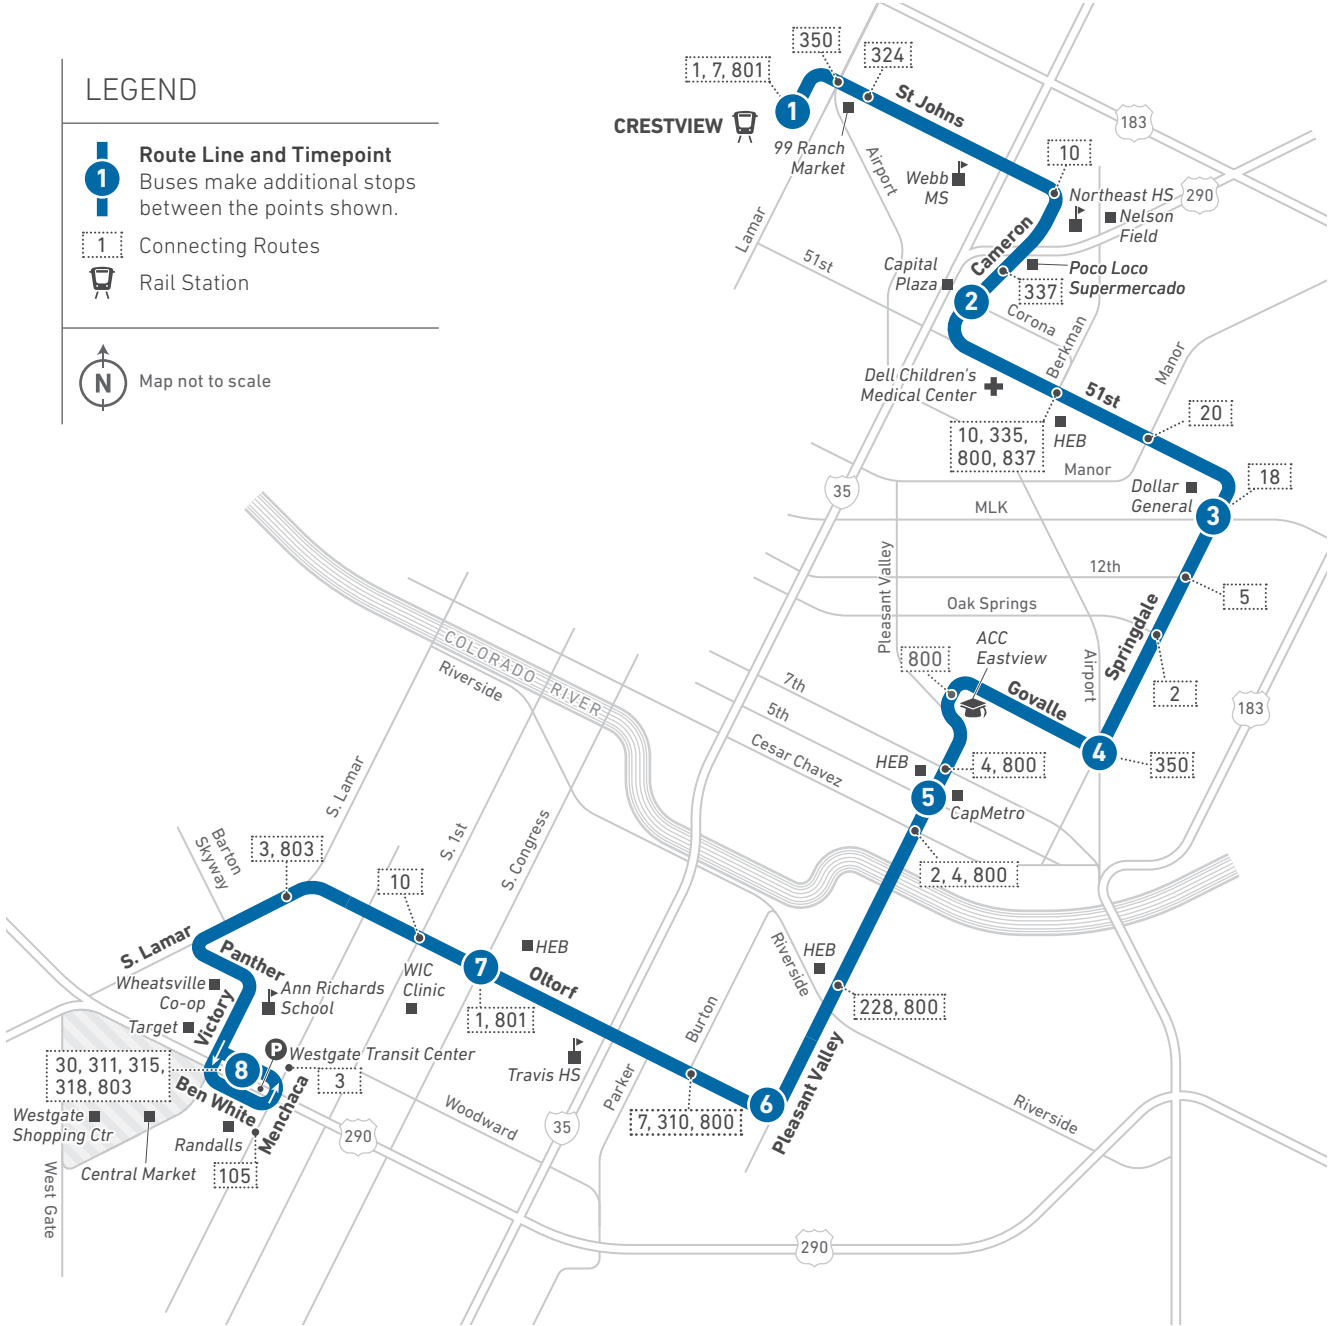 LEGEND
1
Route Line and Timepoint
Buses make additional stops
between the points shown.
1
Connecting Routes
Rail Station
N
Map not to scale
350
324
1, 7, 801
CRESTVIEW
1
St Johns
183
99 Ranch
Market
Airport
Webb
MS
10
Northeast HS
290
Nelson
Field
Lamar
51st
Cameron
Capital
Plaza
Poco Loco
Supermercado
337
2
Corona
Berkman
Manor
Dell Children's
Medical Center
51st
20
10, 335,
800, 837
HEB
Manor
35
Dollar
General
18
3
MLK
Pleasant Valley
12th
5
Oak Springs
Springdale
ACC
Eastview
Airport
800
2
183
COLORADO RIVER
Riverside
7th
5th
Cesar Chavez
Govalle
4
350
HEB
4, 800
5
CapMetro
S. Lamar
S. 1st
S. Congress
Barton
Skyway
3, 803
10
2, 4, 800
S. Lamar
Panther
Wheatsville
Co-op
Ann Richards
School
WIC
Clinic
7
HEB
Oltorf
Riverside
HEB
Victory
Target
1, 801
Burton
228, 800
P
Westgate Transit Center
30, 311, 315,
318, 803
8
3
Travis HS
Parker
6
Pleasant Valley
Ben White
Menchaca
Westgate
Shopping Ctr
Randalls
Central Market
105
290
Woodward
35
7, 310, 800
Riverside
West Gate
290